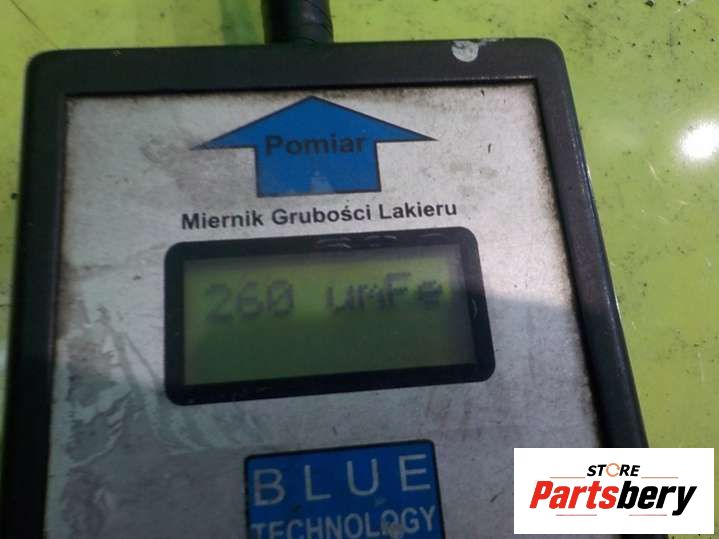 Pomiar
Miernik Grubości Lakieru
260 umFe
BLUE
TECHNOLOGY
STORE
Partsbery